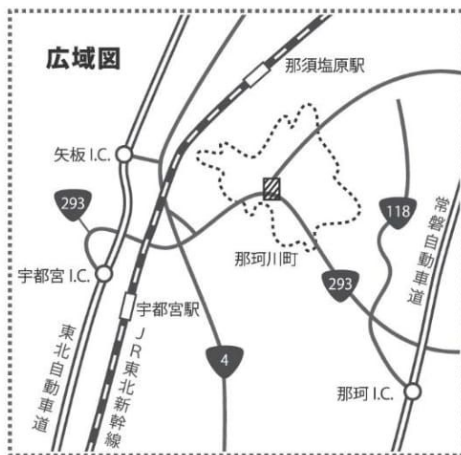 広域図
那須塩原駅
矢板 I.C.
293
118
常磐自動車道
那珂川町
宇都宮 I.C.
293
宇都宮駅
4
東北自動車道
JR東北新幹線
那珂 I.C.